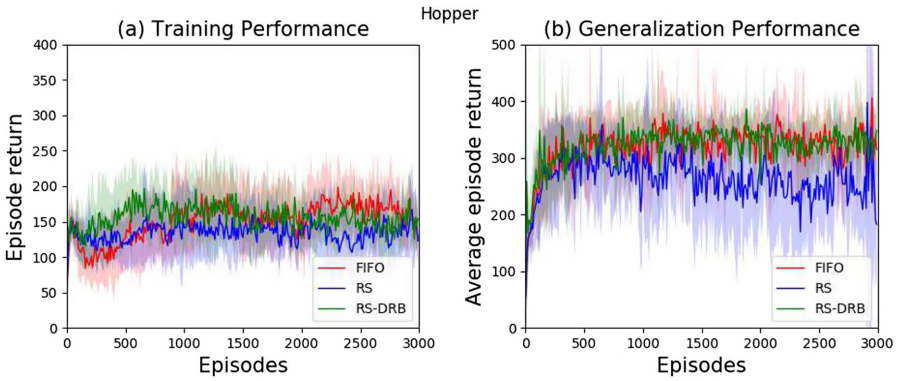 Hopper
(a) Training Performance
Episode return
400
350
300
250
200
150
100
50
0
0 500 1000 1500 2000 2500 3000
Episodes
FIFO
RS
RS-DRB
(b) Generalization Performance
Average episode return
500
400
300
200
100
0
0 500 1000 1500 2000 2500 3000
Episodes
FIFO
RS
RS-DRB